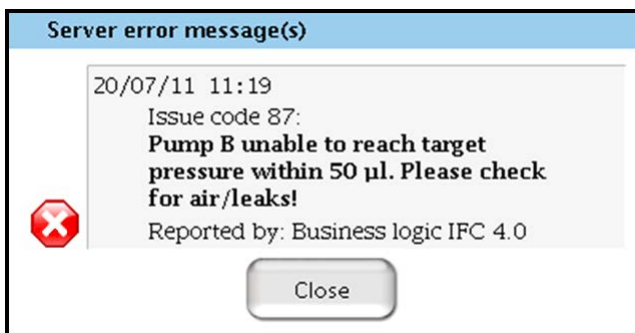 Server error message(s)
20/07/11 11:19
Issue code 87:
Pump B unable to reach target
pressure within 50 µl. Please check
for air/leaks!
Reported by: Business logic IFC 4.0
Close